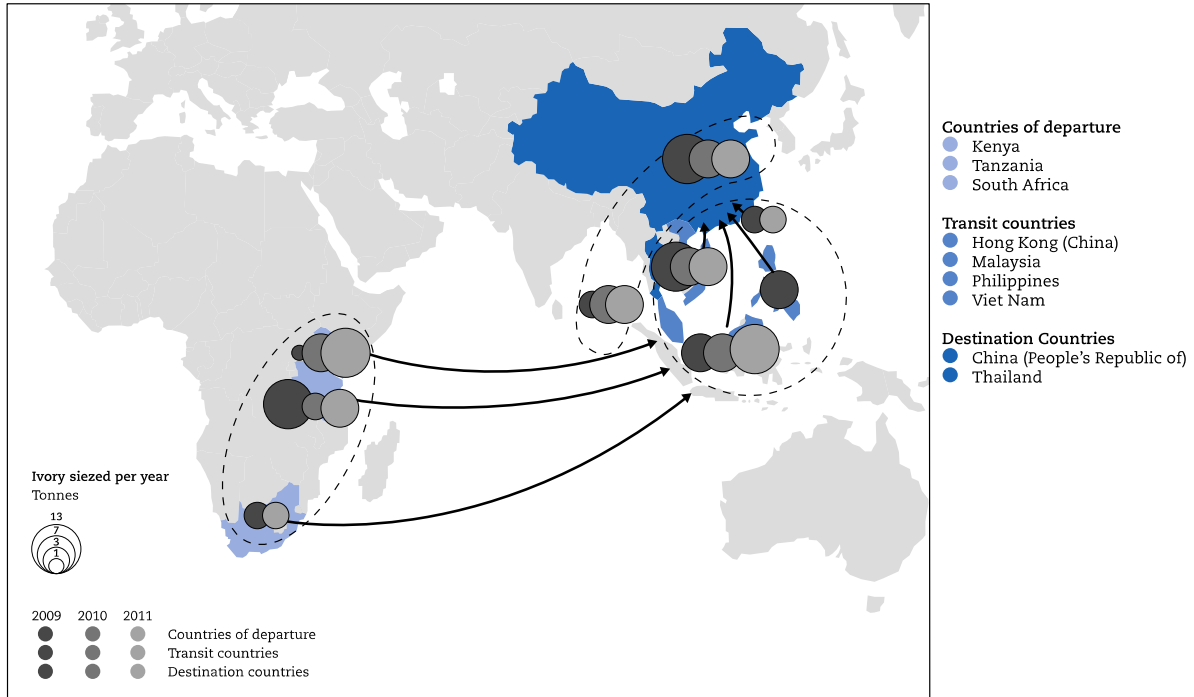 Countries of departure
Kenya
Tanzania
South Africa
Transit countries
Hong Kong (China)
Malaysia
Philippines
Viet Nam
Destination Countries
China (People's Republic of)
Thailand
Ivory siezed per year
Tonnes
13
7
3
1
2009 2010 2011
Countries of departure
Transit countries
Destination countries